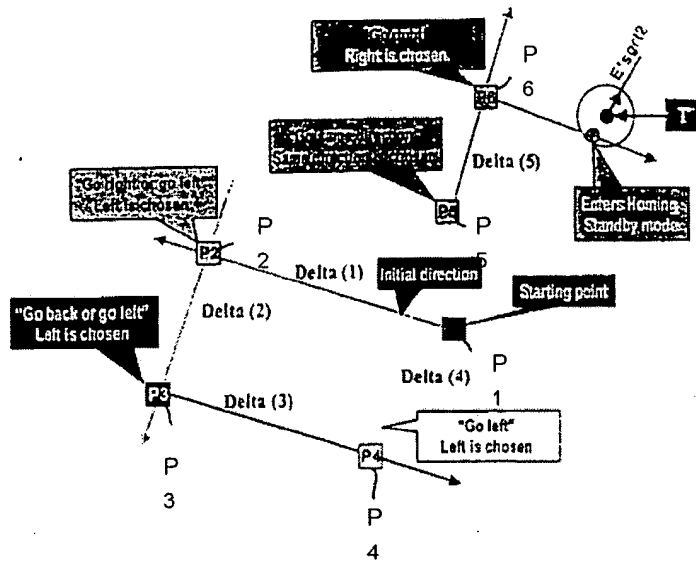 Right is chosen.
P
6
E*sqrt2
T
Delta (5)
"Go right or go left"
Left is chosen.
Enters Homing
Standby mode
P2
P
2
P
5
Delta (1)
Initial direction
Starting point
Delta (2)
"Go back or go left"
Left is chosen
P3
Delta (3)
Delta (4)
P
1
"Go left"
Left is chosen
P4
P
3
P
4